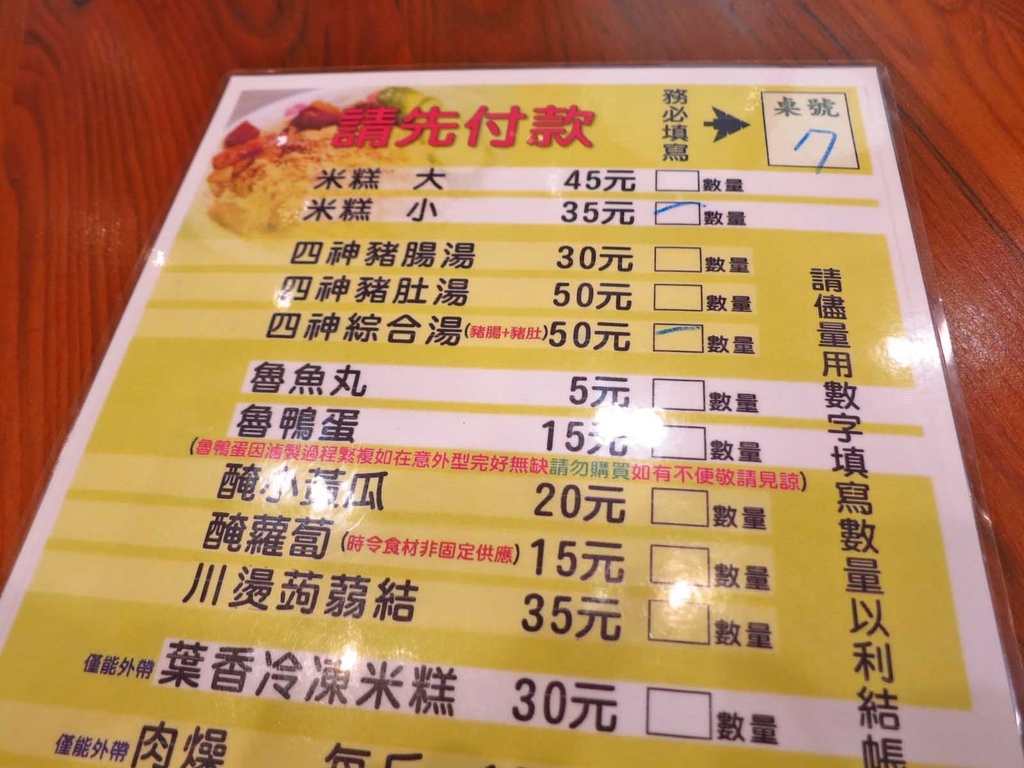 請先付款
務必填寫
桌號
7
米糕 大 45元 數量
米糕 小 35元 一 數量
四神豬腸湯 30元 數量
四神豬肚湯 50元 數量
四神綜合湯(豬腸+豬肚)50元 一 數量
魯魚丸 5元 數量
魯鴨蛋 15元 數量
(魯鴨蛋因滷製過程繁複如在意外型完好無缺請勿購買如有不便敬請見諒)
醃小黃瓜 20元 數量
醃蘿蔔(時令食材非固定供應) 15元 數量
川燙蒟蒻結 35元 數量
僅能外帶 葉香冷凍米糕 30元 數量
僅能外帶 肉燥 每斤
請儘量用數字填寫數量以利結帳